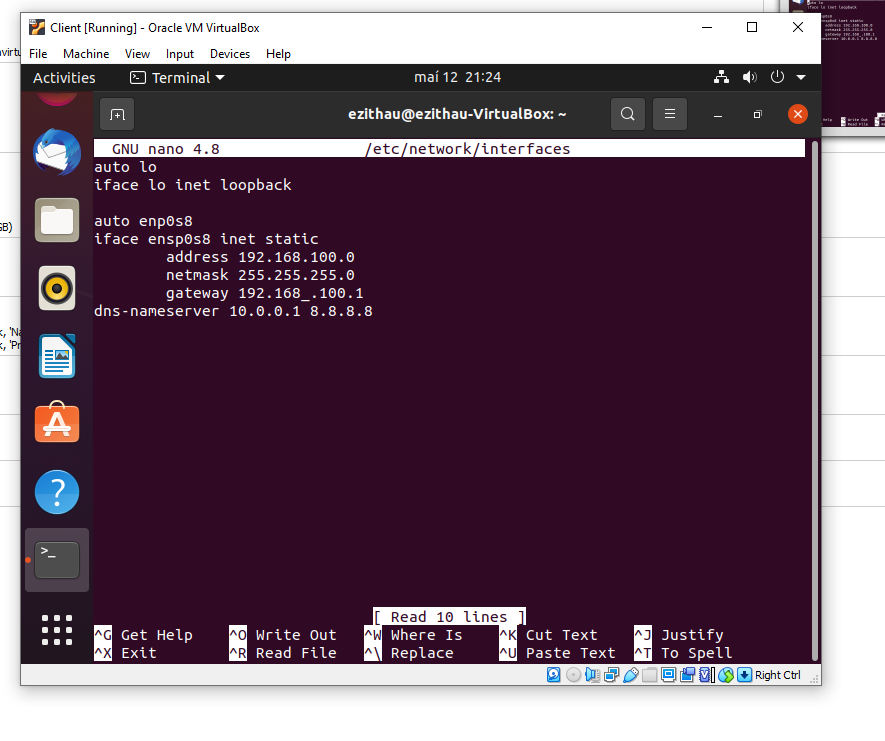 Client [Running] - Oracle VM VirtualBox
File Machine View Input Devices Help
Activities Terminal maí 12 21:24
ezithau@ezithau-VirtualBox: ~
GNU nano 4.8 /etc/network/interfaces
auto lo
iface lo inet loopback
auto enp0s8
iface ensp0s8 inet static
address 192.168.100.0
netmask 255.255.255.0
gateway 192.168_.100.1
dns-nameserver 10.0.0.1 8.8.8.8
[ Read 10 lines ]
^G Get Help ^O Write Out ^W Where Is ^K Cut Text ^J Justify
^X Exit ^R Read File ^\ Replace ^U Paste Text ^T To Spell
Right Ctrl